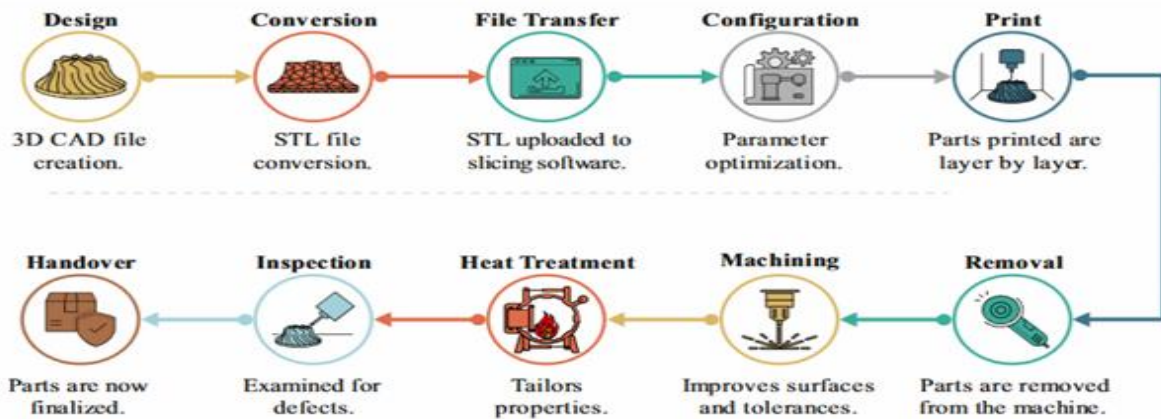 Design
3D CAD file
creation.
Conversion
STL file
conversion.
File Transfer
STL uploaded to
slicing software.
Configuration
Parameter
optimization.
Print
Parts printed are
layer by layer.
Removal
Parts are removed
from the machine.
Machining
Improves surfaces
and tolerances.
Heat Treatment
Tailors
properties.
Inspection
Examined for
defects.
Handover
Parts are now
finalized.